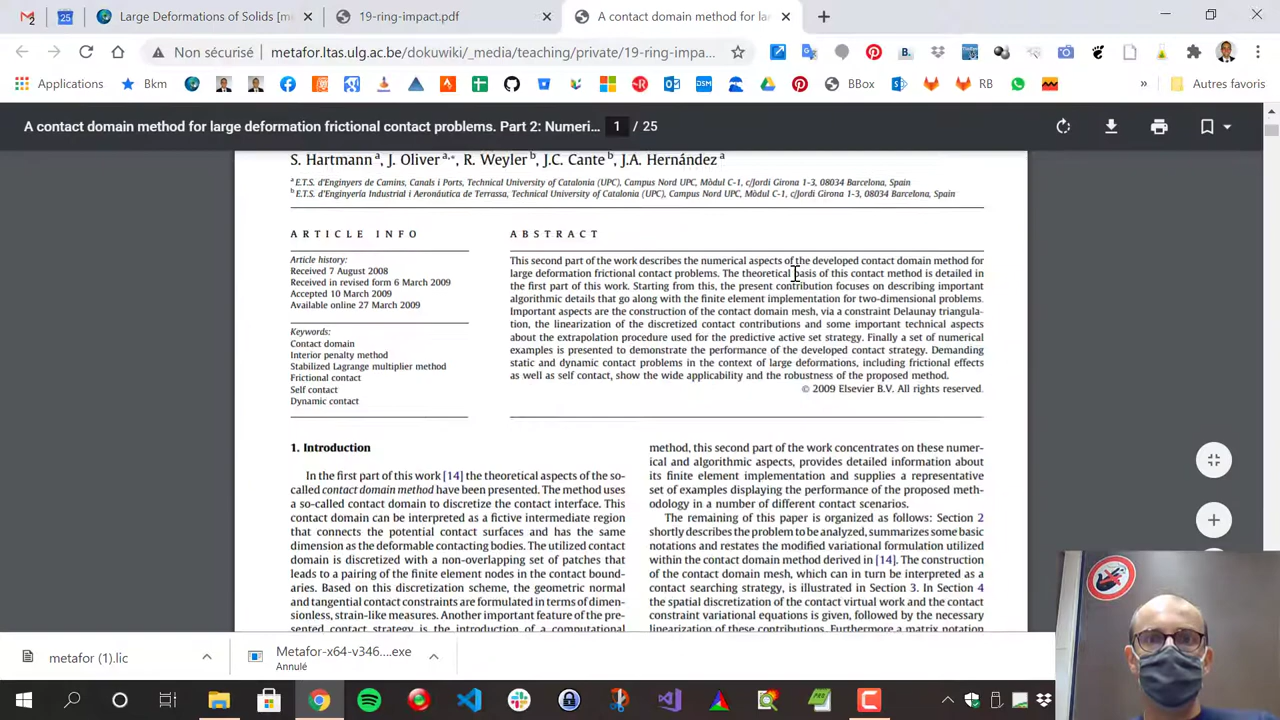 Large Deformations of Solids [m
19-ring-impact.pdf
A contact domain method for la
Non sécurisé
metafor.ltas.ulg.ac.be/dokuwiki/_media/teaching/private/19-ring-impa...
Applications
Bkm
BBox
RB
»
Autres favoris
A contact domain method for large deformation frictional contact problems. Part 2: Numeri...
1 / 25
S. Hartmann a, J. Oliver a,*, R. Weyler b, J.C. Cante b, J.A. Hernández a
a E.T.S. d'Enginyers de Camins, Canals i Ports, Technical University of Catalonia (UPC), Campus Nord UPC, Mòdul C-1, c/Jordi Girona 1-3, 08034 Barcelona, Spain
b E.T.S. d'Enginyería Industrial i Aeronáutica de Terrassa, Technical University of Catalonia (UPC), Campus Nord UPC, Mòdul C-1, c/Jordi Girona 1-3, 08034 Barcelona, Spain
ARTICLE INFO
Article history:
Received 7 August 2008
Received in revised form 6 March 2009
Accepted 10 March 2009
Available online 27 March 2009
Keywords:
Contact domain
Interior penalty method
Stabilized Lagrange multiplier method
Frictional contact
Self contact
Dynamic contact
ABSTRACT
This second part of the work describes the numerical aspects of the developed contact domain method for
large deformation frictional contact problems. The theoretical basis of this contact method is detailed in
the first part of this work. Starting from this, the present contribution focuses on describing important
algorithmic details that go along with the finite element implementation for two-dimensional problems.
Important aspects are the construction of the contact domain mesh, via a constraint Delaunay triangula-
tion, the linearization of the discretized contact contributions and some important technical aspects
about the extrapolation procedure used for the predictive active set strategy. Finally a set of numerical
examples is presented to demonstrate the performance of the developed contact strategy. Demanding
static and dynamic contact problems in the context of large deformations, including frictional effects
as well as self contact, show the wide applicability and the robustness of the proposed method.
© 2009 Elsevier B.V. All rights reserved.
1. Introduction
In the first part of this work [14] the theoretical aspects of the so-
called contact domain method have been presented. The method uses
a so-called contact domain to discretize the contact interface. This
contact domain can be interpreted as a fictive intermediate region
that connects the potential contact surfaces and has the same
dimension as the deformable contacting bodies. The utilized contact
domain is discretized with a non-overlapping set of patches that
leads to a pairing of the finite element nodes in the contact bound-
aries. Based on this discretization scheme, the geometric normal
and tangential contact constraints are formulated in terms of dimen-
sionless, strain-like measures. Another important feature of the pre-
sented contact strategy is the introduction of a computational
method, this second part of the work concentrates on these numer-
ical and algorithmic aspects, provides detailed information about
its finite element implementation and supplies a representative
set of examples displaying the performance of the proposed meth-
odology in a number of different contact scenarios.
The remaining of this paper is organized as follows: Section 2
shortly describes the problem to be analyzed, summarizes some basic
notations and restates the modified variational formulation utilized
within the contact domain method derived in [14]. The construction
of the contact domain mesh, which can in turn be interpreted as a
contact searching strategy, is illustrated in Section 3. In Section 4
the spatial discretization of the contact virtual work and the contact
constraint variational equations is given, followed by the necessary
linearization of these contributions. Furthermore a matrix notation
metafor (1).lic
Metafor-x64-v346....exe
Annulé